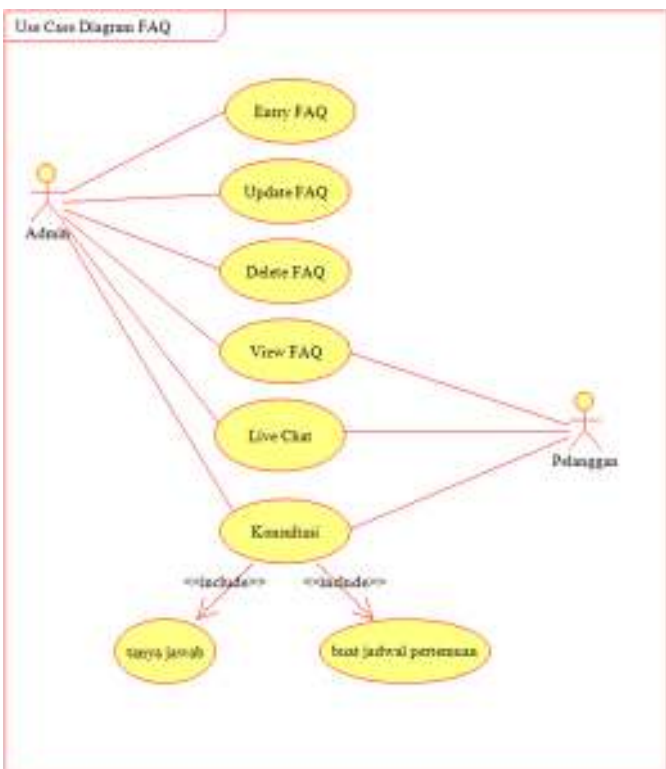 Use Case Diagram FAQ
Entry FAQ
Update FAQ
Admin
Delete FAQ
View FAQ
Live Chat
Pelanggan
Konsultasi
<<include>> <<include>>
tanya jawab
buat jadwal pertemuan